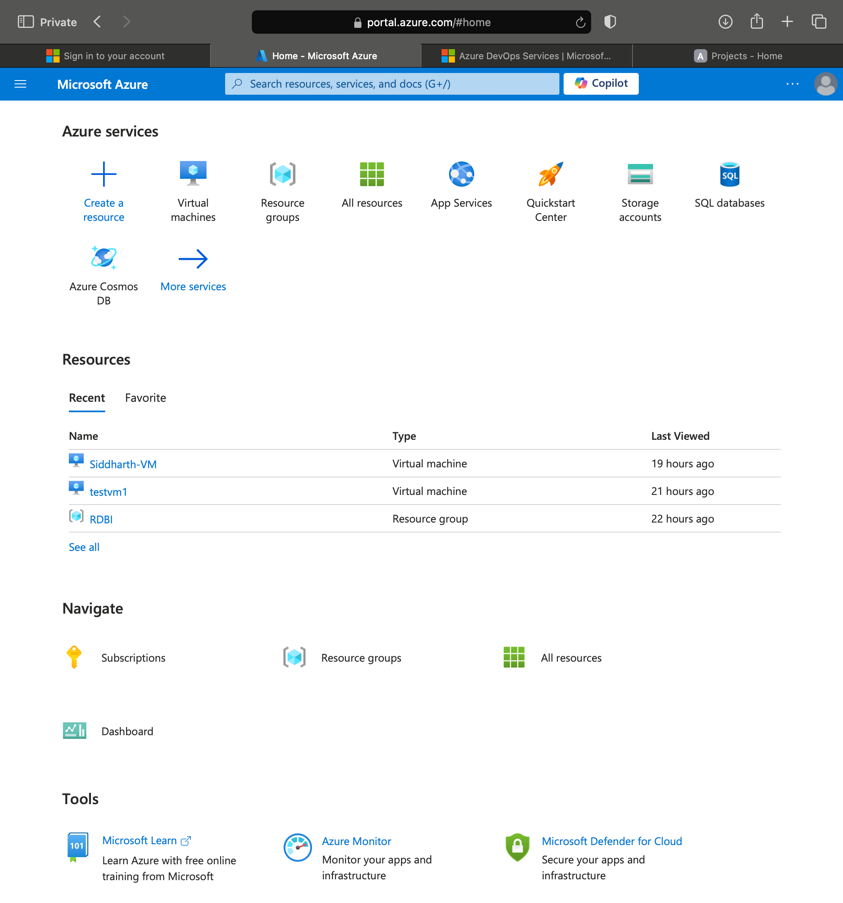 Private
portal.azure.com/#home
Sign in to your account
Home - Microsoft Azure
Azure DevOps Services | Microsof...
A Projects - Home
Microsoft Azure
Search resources, services, and docs (G+/)
Copilot
...
Azure services
Create a
resource
Virtual
machines
Resource
groups
All resources
App Services
Quickstart
Center
Storage
accounts
SQL
SQL databases
Azure Cosmos
DB
More services
Resources
Recent
Favorite
Name Type Last Viewed
Siddharth-VM Virtual machine 19 hours ago
testvm1 Virtual machine 21 hours ago
RDBI Resource group 22 hours ago
See all
Navigate
Subscriptions
Resource groups
All resources
Dashboard
Tools
101
Microsoft Learn
Learn Azure with free online
training from Microsoft
Azure Monitor
Monitor your apps and
infrastructure
Microsoft Defender for Cloud
Secure your apps and
infrastructure